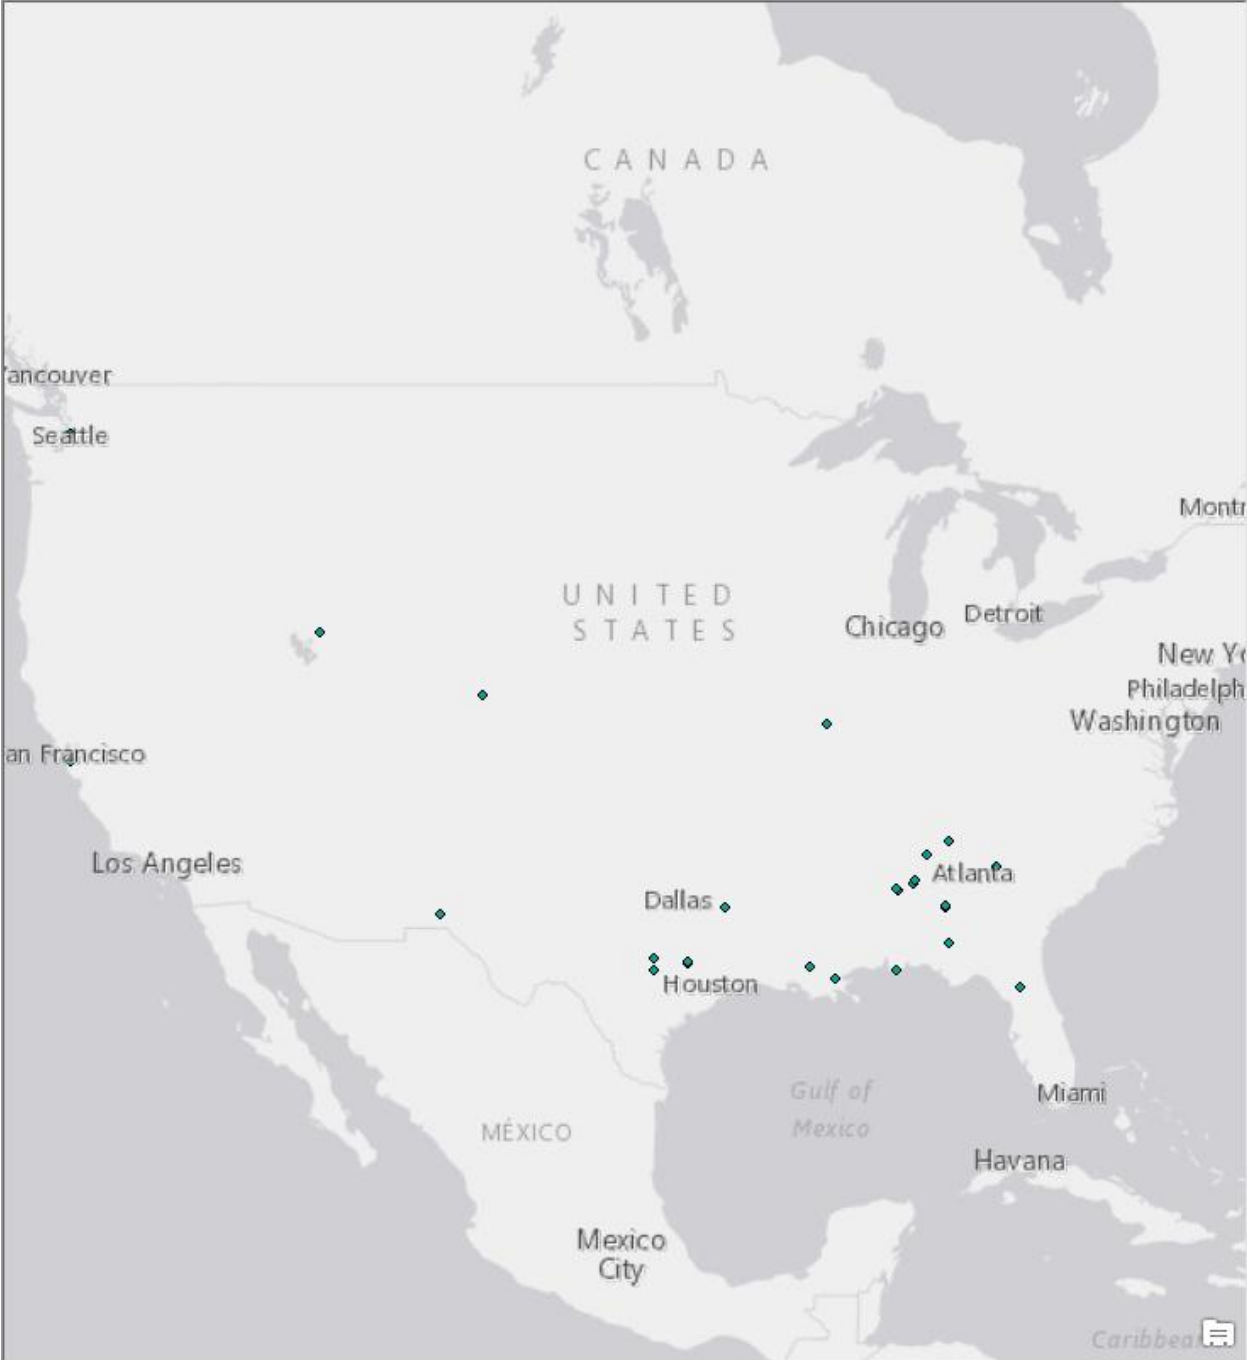 CANADA
ancouver
Seattle
Montr
UNITED
STATES
Chicago
Detroit
New Yo
Philadelph
Washington
an Francisco
Los Angeles
Atlanta
Dallas
Houston
Gulf of
Mexico
Miami
MÉXICO
Havana
Mexico
City
Caribbea